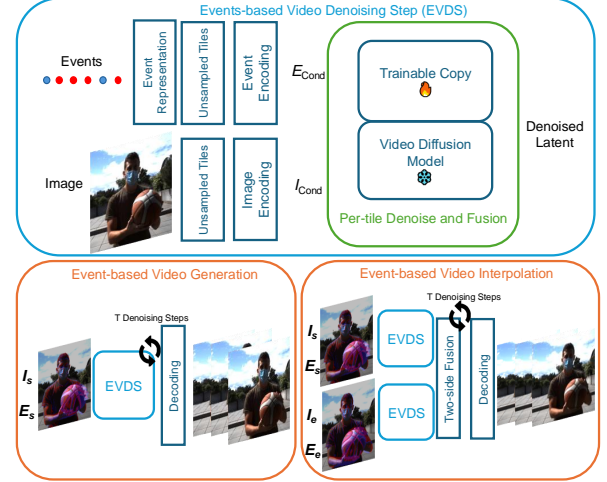 Events-based Video Denoising Step (EVDS)
Events
Event
Representation
Unsampled Tiles
Event
Encoding
E_Cond
Trainable Copy
Video Diffusion
Model
Denoised
Latent
Image
Unsampled Tiles
Image
Encoding
I_Cond
Per-tile Denoise and Fusion
Event-based Video Generation
T Denoising Steps
I_s
E_s
EVDS
Decoding
Event-based Video Interpolation
T Denoising Steps
I_s
E_s
EVDS
I_e
E_e
EVDS
Two-side Fusion
Decoding